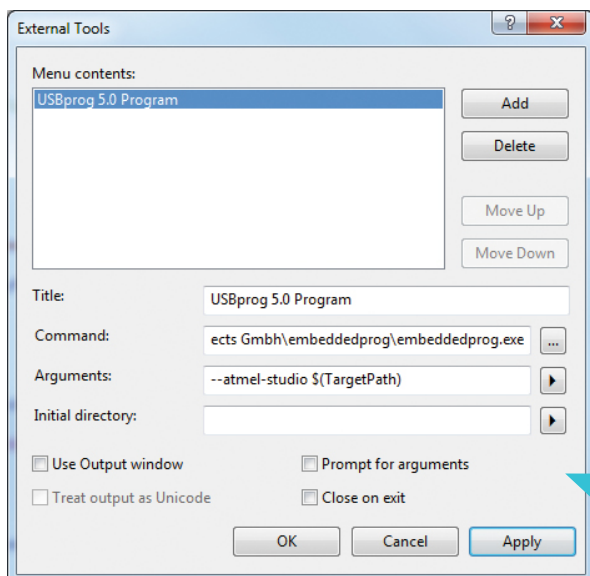 External Tools
?
X
Menu contents:
USBprog 5.0 Program
Add
Delete
Move Up
Move Down
Title:
USBprog 5.0 Program
Command:
ects Gmbh\embeddedprog\embeddedprog.exe
...
Arguments:
--atmel-studio $(TargetPath)
Initial directory:
Use Output window
Prompt for arguments
Treat output as Unicode
Close on exit
OK
Cancel
Apply